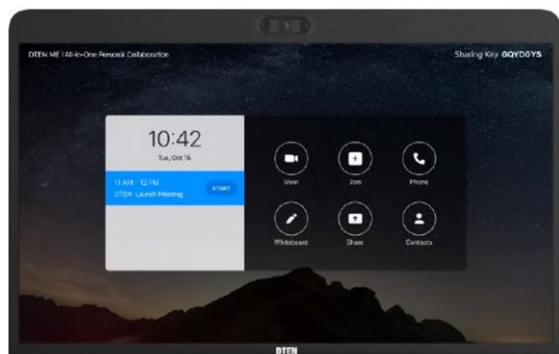 DTEN ME | All-in-One Personal Collaboration
Sharing Key GQYDGYS
10:42
Tue, Oct 15
11 AM - 12 PM
START
DTEN Launch Meeting
Meet
Join
Phone
Whiteboard
Share
Contacts
DTEN